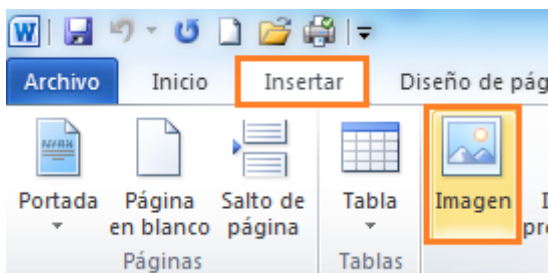 W
Archivo Inicio Insertar Diseño de pág
Portada Página en blanco Salto de página Tabla Imagen
Páginas Tablas